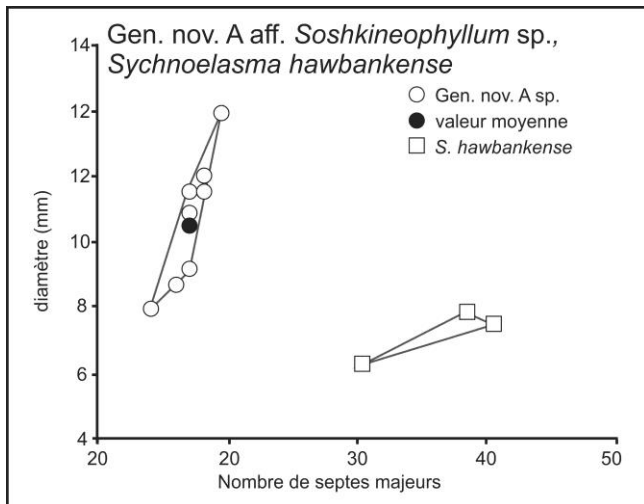 Gen. nov. A aff. Soshkineophyllum sp.,
Sychnoelasma hawbankense
Gen. nov. A sp.
valeur moyenne
S. hawbankense
diamètre (mm)
14
12
12
10
8
6
4
20
20
30
40
50
Nombre de septes majeurs